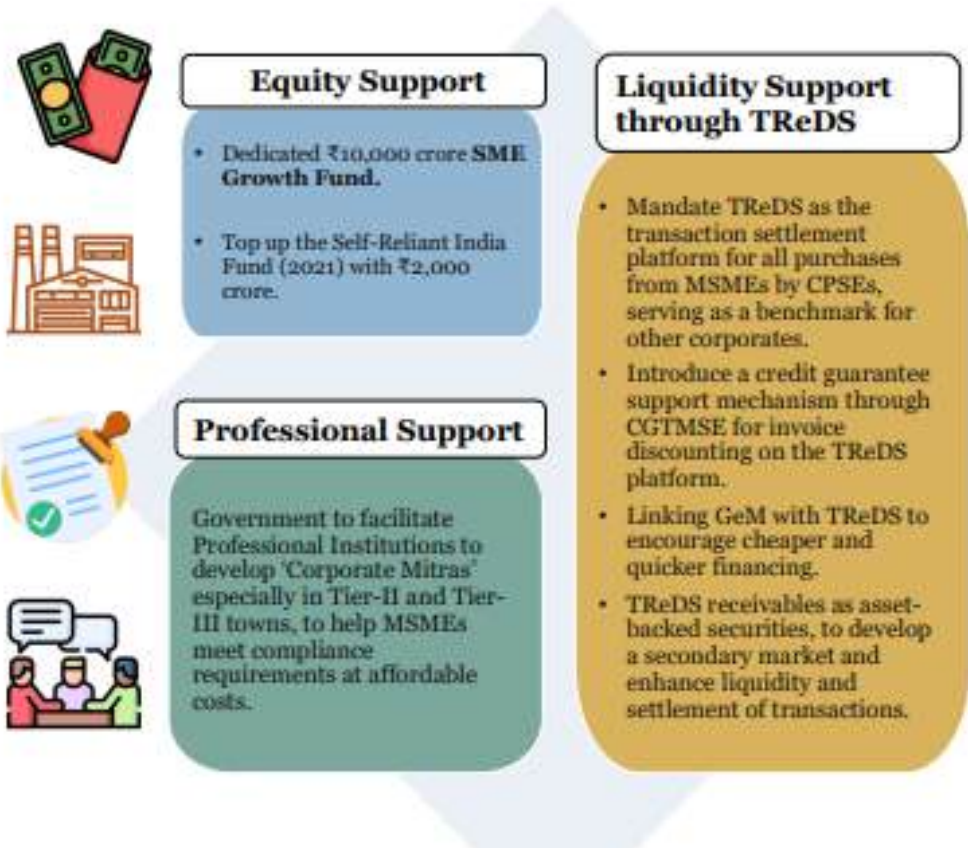 Equity Support
• Dedicated ₹10,000 crore SME
Growth Fund.
• Top up the Self-Reliant India
Fund (2021) with ₹2,000
crore.
Professional Support
Government to facilitate
Professional Institutions to
develop ‘Corporate Mitras’
especially in Tier-II and Tier-
III towns, to help MSMEs
meet compliance
requirements at affordable
costs.
Liquidity Support
through TReDS
• Mandate TReDS as the
transaction settlement
platform for all purchases
from MSMEs by CPSEs,
serving as a benchmark for
other corporates.
• Introduce a credit guarantee
support mechanism through
CGTMSE for invoice
discounting on the TReDS
platform.
• Linking GeM with TReDS to
encourage cheaper and
quicker financing.
• TReDS receivables as asset-
backed securities, to develop
a secondary market and
enhance liquidity and
settlement of transactions.